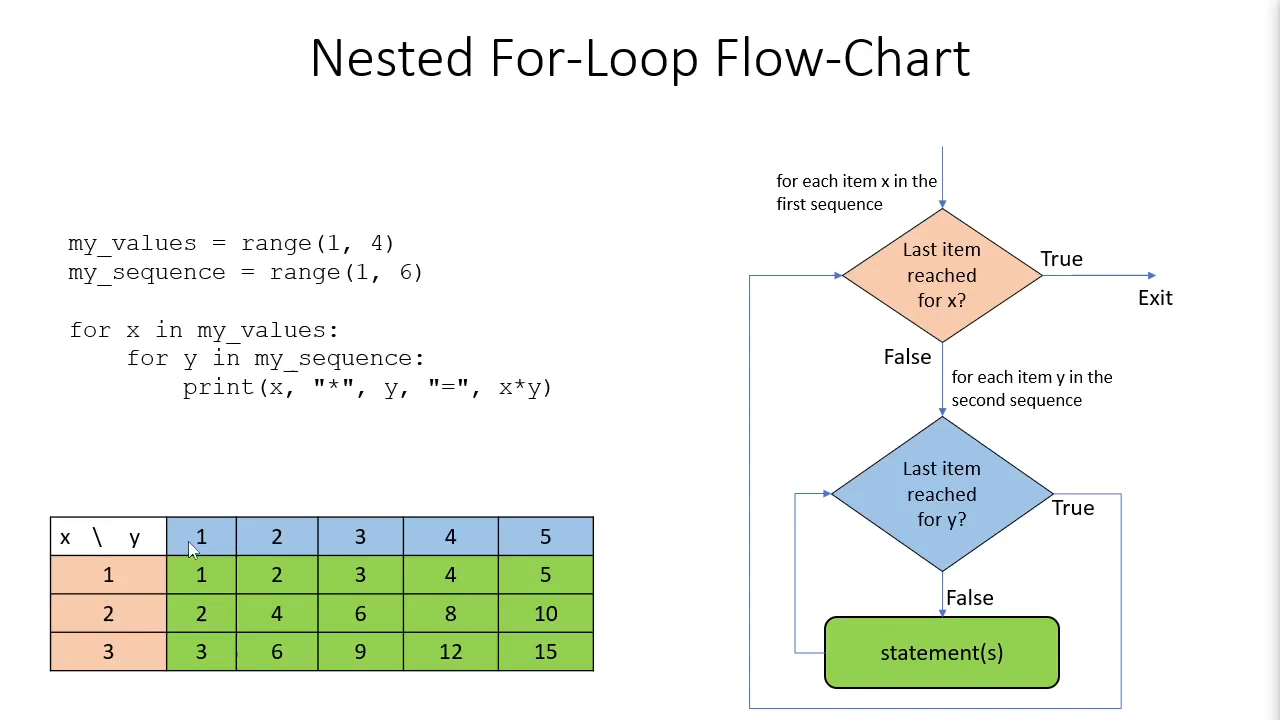 Nested For-Loop Flow-Chart
my_values = range(1, 4)
my_sequence = range(1, 6)
for x in my_values:
for y in my_sequence:
print(x, "*", y, "=", x*y)
x \ y 1 2 3 4 5
1 1 2 3 4 5
2 2 4 6 8 10
3 3 6 9 12 15
for each item x in the
first sequence
Last item
reached
for x?
True
Exit
False
for each item y in the
second sequence
Last item
reached
for y?
True
False
statement(s)